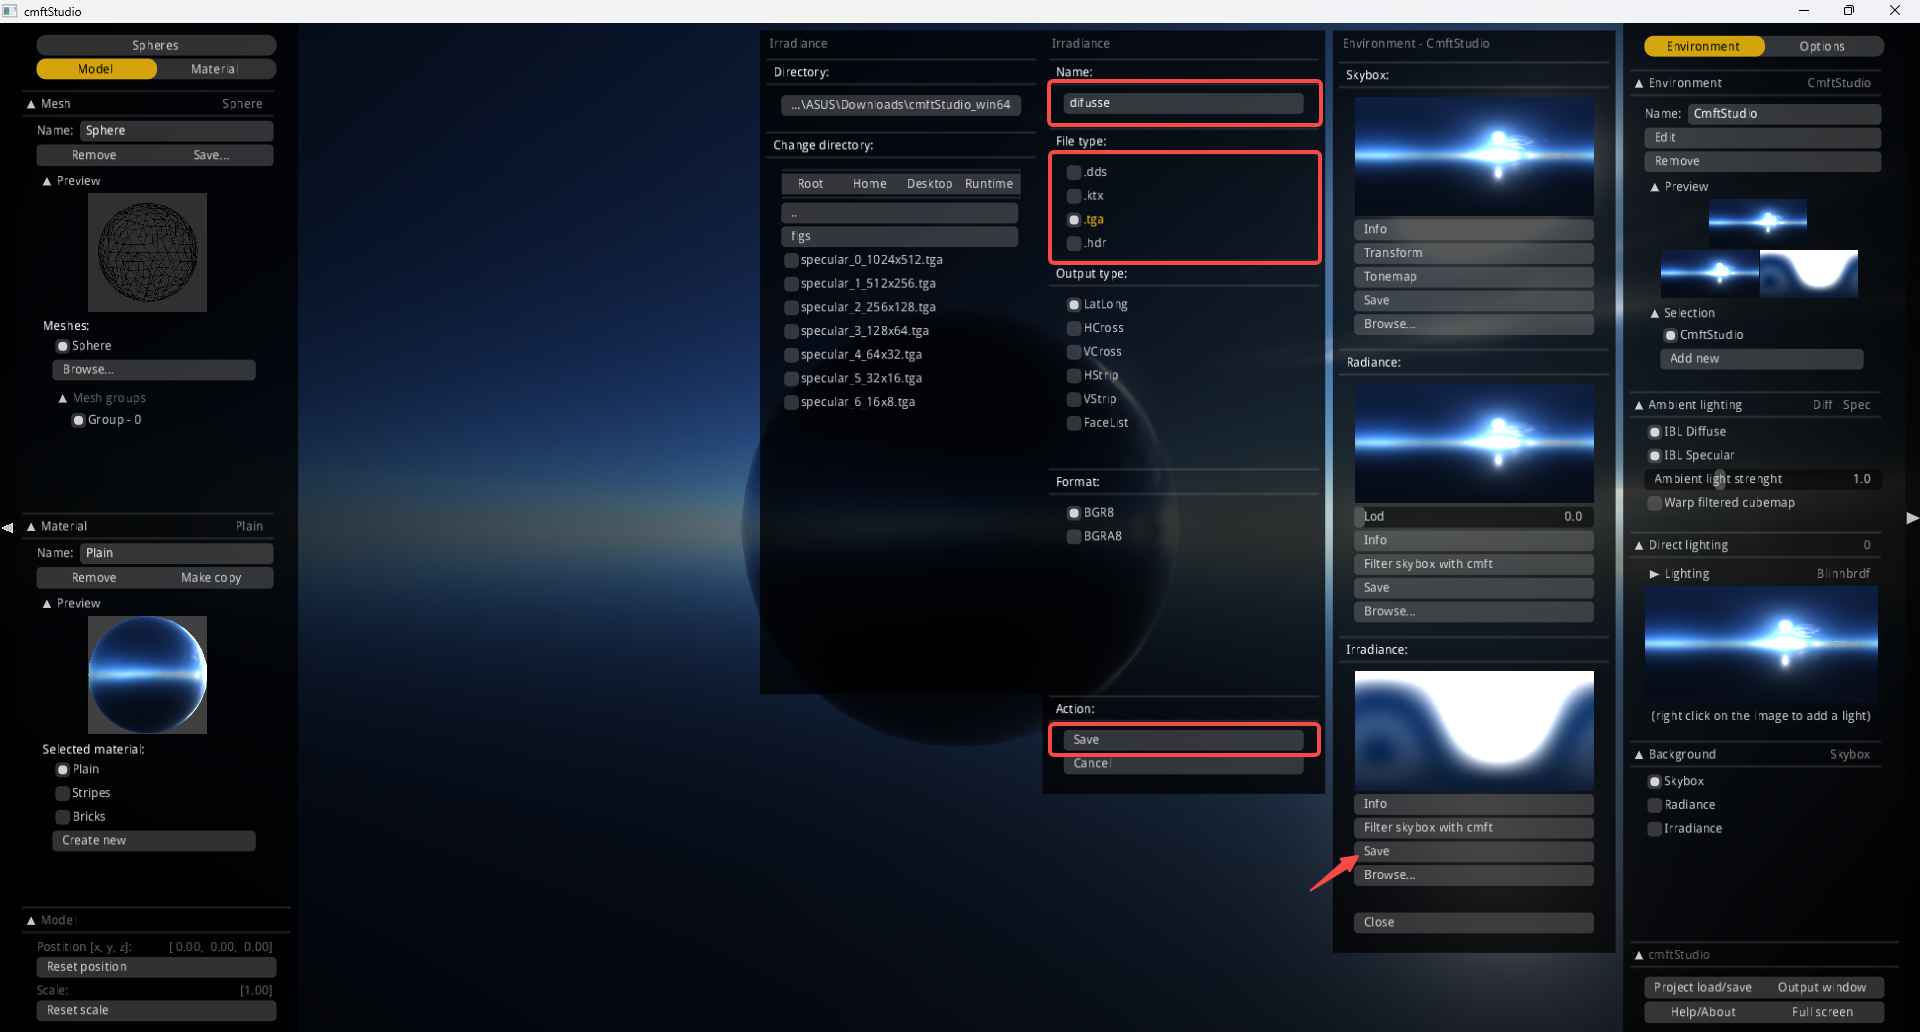 cmftStudio
Spheres
Model Material
Mesh Sphere
Name: Sphere
Remove Save...
Preview
Meshes:
Sphere
Browse...
Mesh groups
Group - 0
Material Plain
Name: Plain
Remove Make copy
Preview
Selected material:
Plain
Stripes
Bricks
Create new
Model
Postition [x, y, z]: [ 0.00, 0.00, 0.00]
Reset position
Scale: [1.00]
Reset scale
Irradiance
Directory:
...\ASUS\Downloads\cmftStudio_win64
Change directory:
Root Home Desktop Runtime
..
figs
specular_0_1024x512.tga
specular_1_512x256.tga
specular_2_256x128.tga
specular_3_128x64.tga
specular_4_64x32.tga
specular_5_32x16.tga
specular_6_16x8.tga
Irradiance
Name:
difusse
File type:
.dds
.ktx
.tga
.hdr
Output type:
LatLong
HCross
VCross
HStrip
VStrip
FaceList
Format:
BGR8
BGRA8
Action:
Save
Cancel
Environment - CmftStudio
Skybox:
Info
Transform
Tonemap
Save
Browse...
Radiance:
Lod 0.0
Info
Filter skybox with cmft
Save
Browse...
Irradiance:
Info
Filter skybox with cmft
Save
Browse...
Close
Environment Options
Environment CmftStudio
Name: CmftStudio
Edit
Remove
Preview
Selection
CmftStudio
Add new
Ambient lighting Diff Spec
IBL Diffuse
IBL Specular
Ambient light strenght 1.0
Warp filtered cubemap
Direct lighting 0
Lighting Blinnbrdf
(right click on the image to add a light)
Background Skybox
Skybox
Radiance
Irradiance
cmftStudio
Project load/save Output window
Help/About Full screen